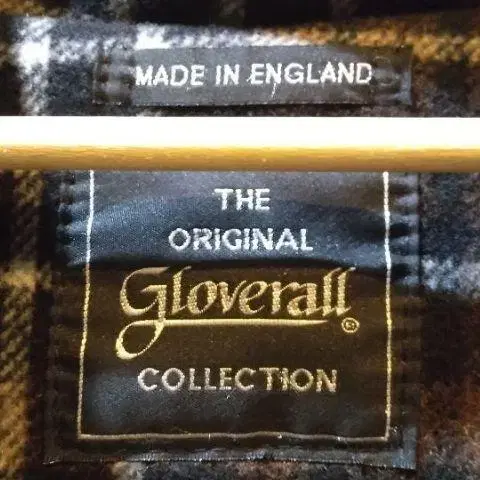 MADE IN ENGLAND
THE
ORIGINAL
Gloverall®
COLLECTION